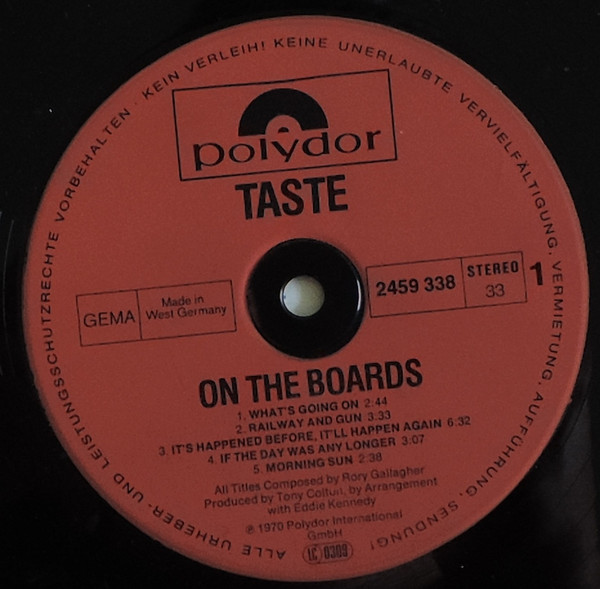 ALLE URHEBER- UND LEISTUNGSSCHUTZRECHTE VORBEHALTEN · KEIN VERLEIH! KEINE UNERLAUBTE VERVIELFÄLTIGUNG, VERMIETUNG, AUFFÜHRUNG, SENDUNG!
polydor
TASTE
GEMA
Made in
West Germany
2459 338
STEREO
33
1
ON THE BOARDS
1. WHAT'S GOING ON 2:44
2. RAILWAY AND GUN 3:33
3. IT'S HAPPENED BEFORE, IT'LL HAPPEN AGAIN 6:32
4. IF THE DAY WAS ANY LONGER 3:07
5. MORNING SUN 2:38
All Titles Composed by Rory Gallagher
Produced by Tony Colton, by Arrangement
with Eddie Kennedy
℗ 1970 Polydor International
GmbH
LC 0309